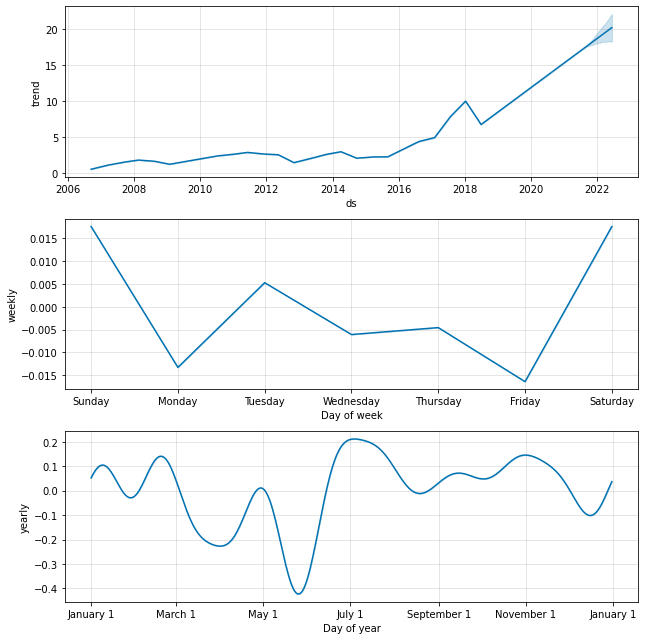 20
15
10
5
0
trend
2006 2008 2010 2012 2014 2016 2018 2020 2022
ds
0.015
0.010
0.005
0.000
−0.005
−0.010
−0.015
weekly
Sunday Monday Tuesday Wednesday Thursday Friday Saturday
Day of week
0.2
0.1
0.0
−0.1
−0.2
−0.3
−0.4
yearly
January 1 March 1 May 1 July 1 September 1 November 1 January 1
Day of year